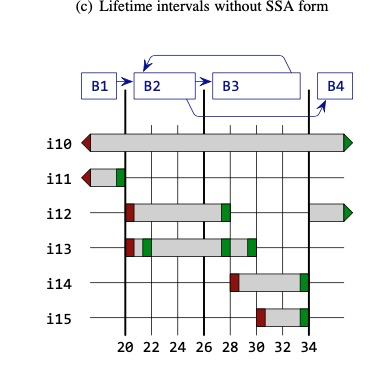 (c) Lifetime intervals without SSA form
B1 B2 B3 B4
i10
i11
i12
i13
i14
i15
20 22 24 26 28 30 32 34